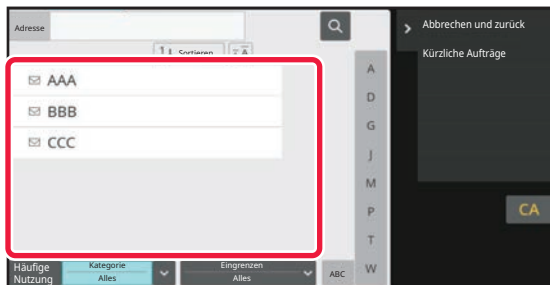 Adresse
Abbrechen und zurück
Kürzliche Aufträge
Sortieren
AAA
BBB
CCC
A
D
G
J
M
P
T
W
CA
Häufige
Nutzung
Kategorie
Alles
Eingrenzen
Alles
ABC